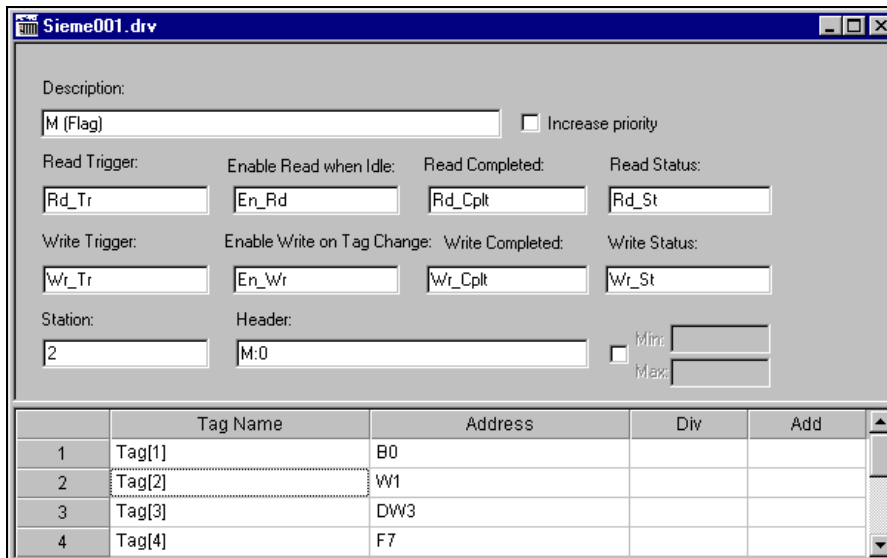 Sieme001.drv
Description:
M (Flag)
Increase priority
Read Trigger: Enable Read when Idle: Read Completed: Read Status:
Rd_Tr En_Rd Rd_Cplt Rd_St
Write Trigger: Enable Write on Tag Change: Write Completed: Write Status:
Wr_Tr En_Wr Wr_Cplt Wr_St
Station: Header:
2 M:0
Min:
Max:
Tag Name Address Div Add
1 Tag[1] B0
2 Tag[2] W1
3 Tag[3] DW3
4 Tag[4] F7